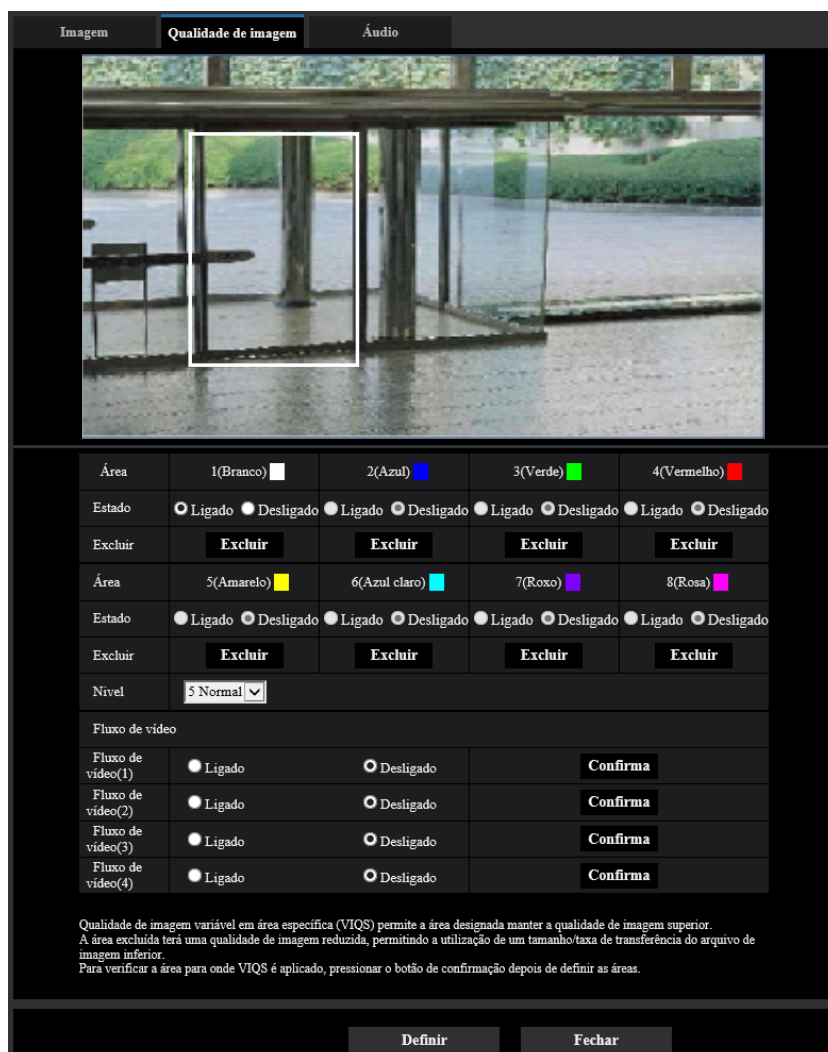 Imagem Qualidade de imagem Áudio
Área 1(Branco) 2(Azul) 3(Verde) 4(Vermelho)
Estado Ligado Desligado Ligado Desligado Ligado Desligado Ligado Desligado
Excluir Excluir Excluir Excluir Excluir
Área 5(Amarelo) 6(Azul claro) 7(Roxo) 8(Rosa)
Estado Ligado Desligado Ligado Desligado Ligado Desligado Ligado Desligado
Excluir Excluir Excluir Excluir Excluir
Nivel 5 Normal
Fluxo de vídeo
Fluxo de
vídeo(1) Ligado Desligado Confirma
Fluxo de
vídeo(2) Ligado Desligado Confirma
Fluxo de
vídeo(3) Ligado Desligado Confirma
Fluxo de
vídeo(4) Ligado Desligado Confirma
Qualidade de imagem variável em área específica (VIQS) permite a área designada manter a qualidade de imagem superior.
A área excluída terá uma qualidade de imagem reduzida, permitindo a utilização de um tamanho/taxa de transferência do arquivo de
imagem inferior.
Para verificar a área para onde VIQS é aplicado, pressionar o botão de confirmação depois de definir as áreas.
Definir Fechar